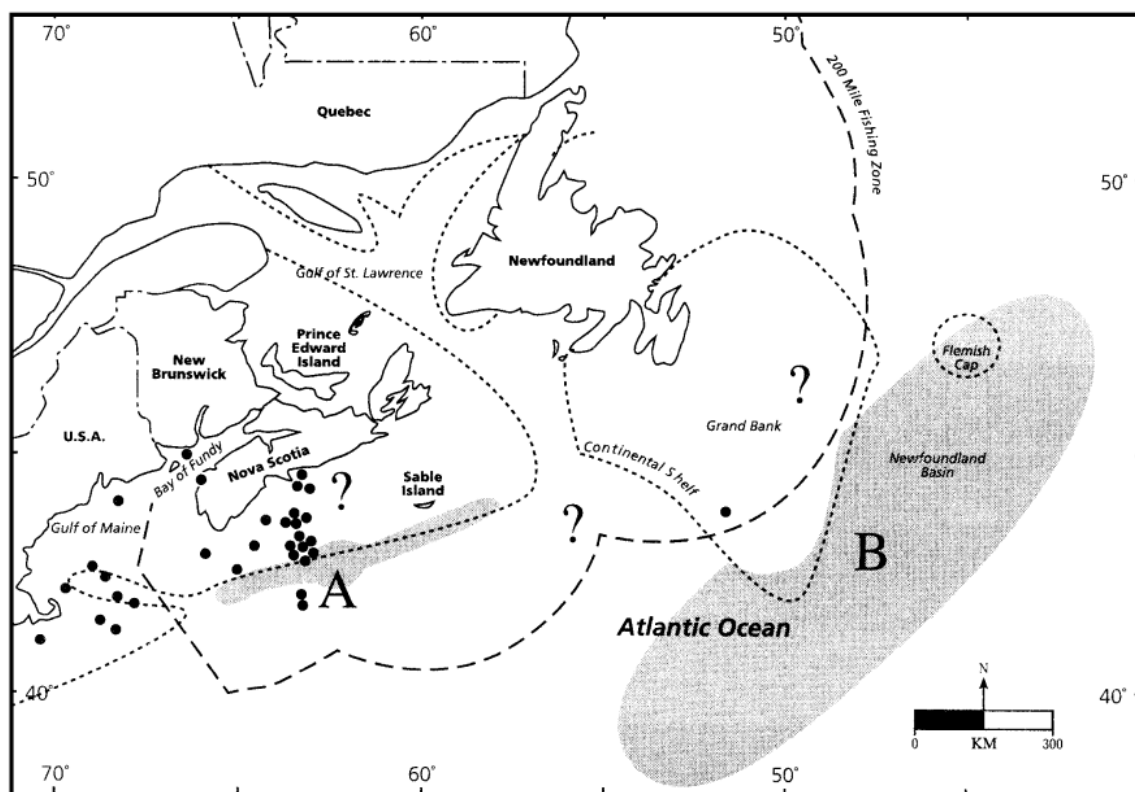 70°
60°
50°
200 Mile Fishing Zone
Quebec
50°
50°
Gulf of St. Lawrence
Newfoundland
Prince
Edward
Island
New
Brunswick
Flemish
Cap
?
U.S.A.
Grand Bank
Bay of Fundy
Nova Scotia
Continental Shelf
Newfoundland
Basin
Sable
Island
?
?
Gulf of Maine
B
A
Atlantic Ocean
N
40°
40°
0
KM
300
70°
60°
50°